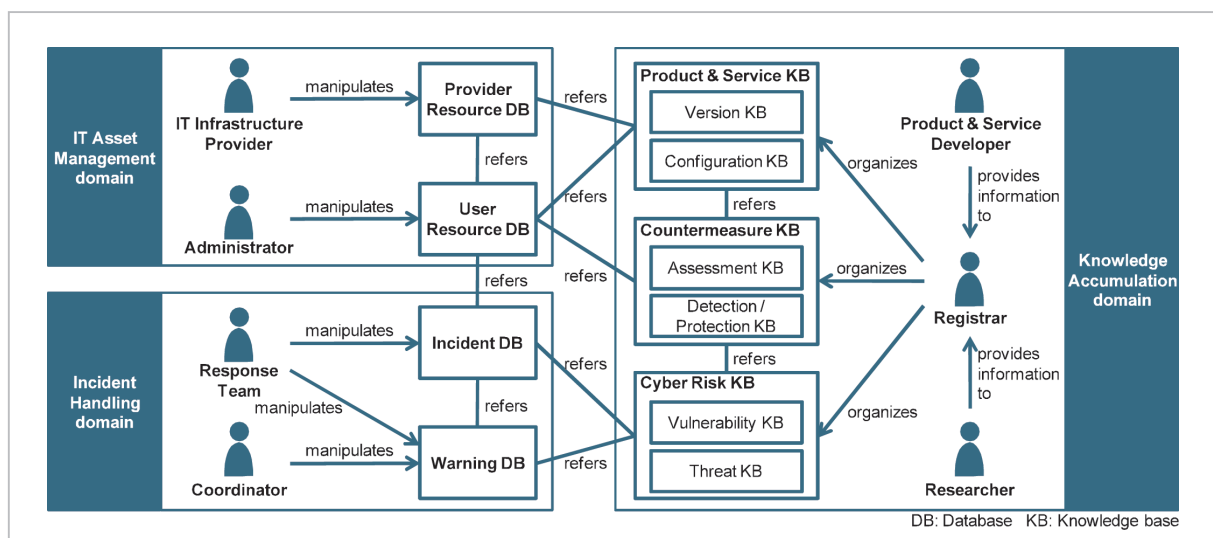 IT Asset
Management
domain
IT Infrastructure
Provider
manipulates
Provider
Resource DB
refers
Administrator
manipulates
User
Resource DB
refers
refers
refers
refers
Incident
Handling
domain
Response
Team
manipulates
manipulates
Incident DB
refers
refers
Coordinator
manipulates
Warning DB
refers
Product & Service KB
Version KB
Configuration KB
refers
Countermeasure KB
Assessment KB
Detection /
Protection KB
refers
Cyber Risk KB
Vulnerability KB
Threat KB
organizes
organizes
organizes
Product & Service
Developer
provides
information
to
Registrar
provides
information
to
Researcher
Knowledge
Accumulation
domain
DB: Database KB: Knowledge base